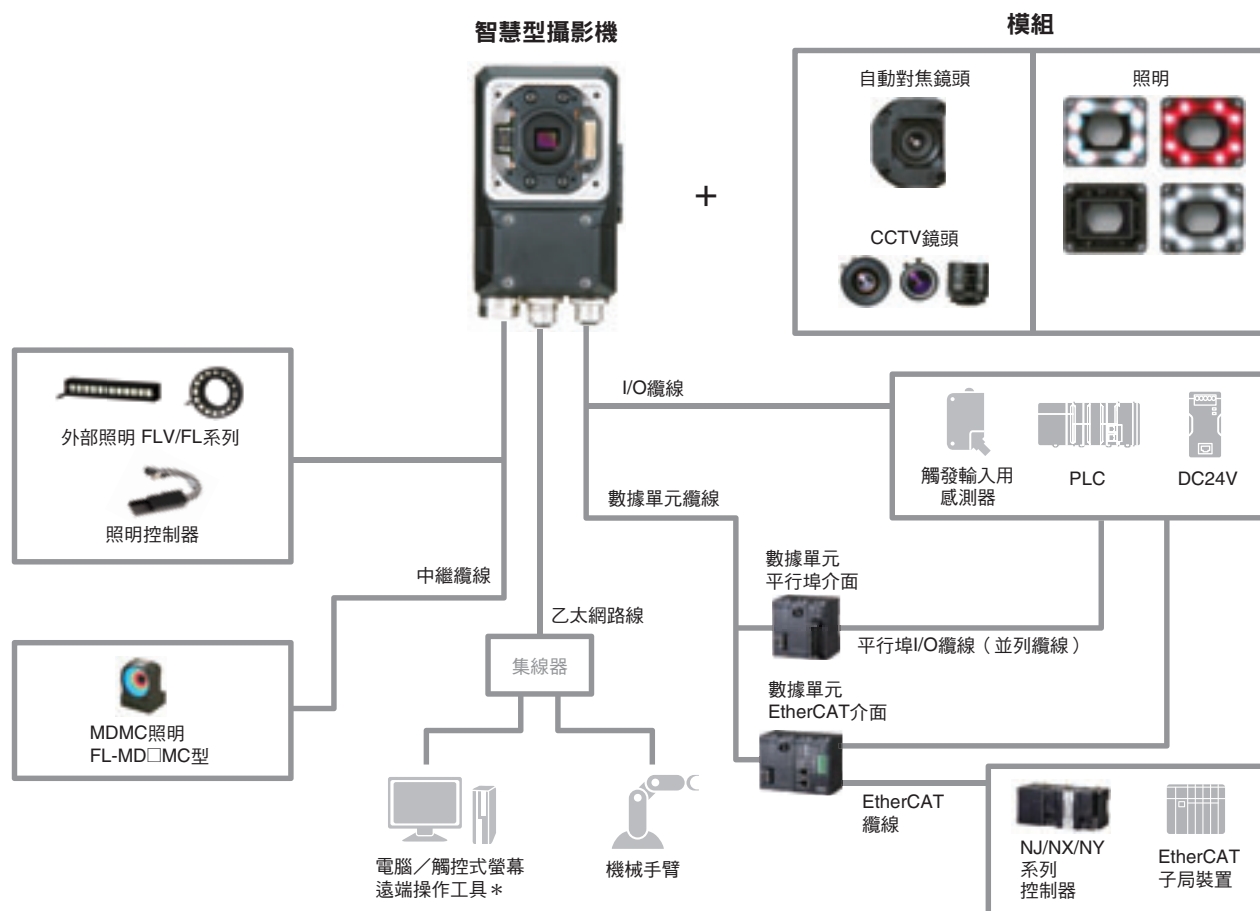 智慧型攝影機
模組
自動對焦鏡頭
照明
+
CCTV鏡頭
I/O纜線
外部照明 FLV/FL系列
照明控制器
觸發輸入用
感測器
PLC
DC24V
數據單元纜線
中繼纜線
乙太網路線
數據單元
平行埠介面
平行埠I/O纜線（並列纜線）
集線器
MDMC照明
FL-MD□MC型
數據單元
EtherCAT介面
EtherCAT
纜線
電腦／觸控式螢幕
遠端操作工具＊
機械手臂
NJ/NX/NY
系列
控制器
EtherCAT
子局裝置